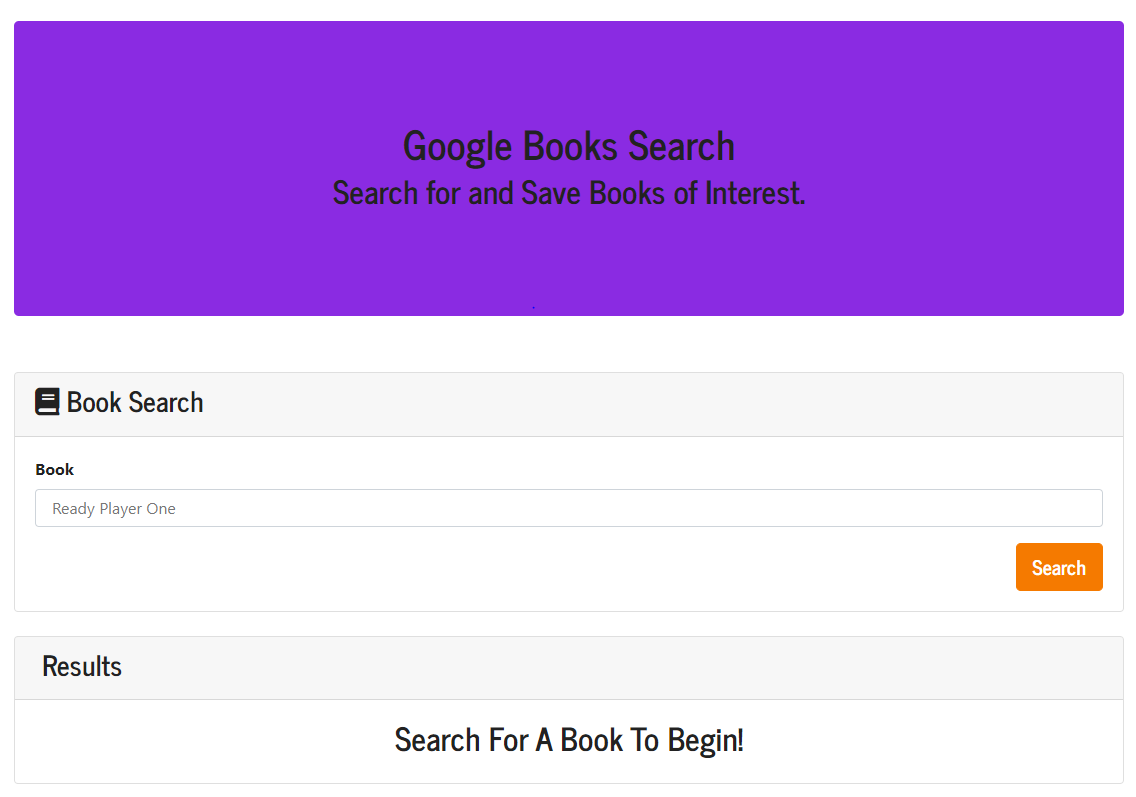 Google Books Search
Search for and Save Books of Interest.
.
Book Search
Book
Ready Player One
Search
Results
Search For A Book To Begin!